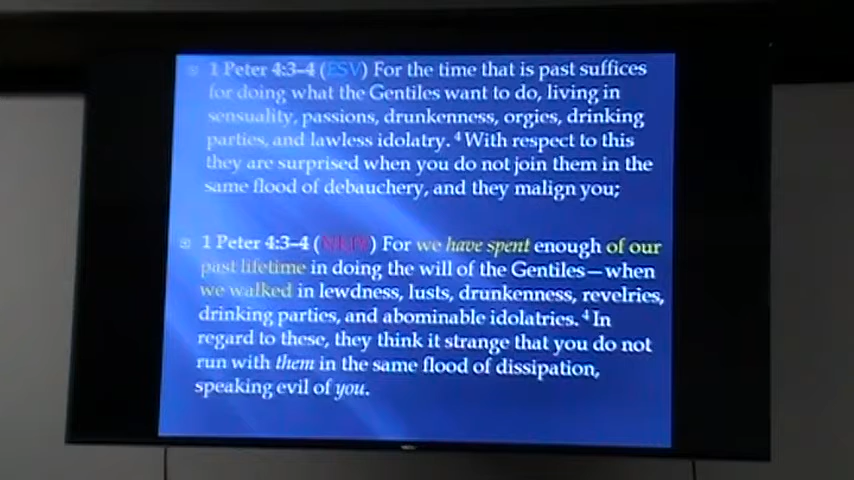 1 Peter 4:3–4 (ESV) For the time that is past suffices
for doing what the Gentiles want to do, living in
sensuality, passions, drunkenness, orgies, drinking
parties, and lawless idolatry. 4 With respect to this
they are surprised when you do not join them in the
same flood of debauchery, and they malign you;
1 Peter 4:3–4 (NKJV) For we have spent enough of our
past lifetime in doing the will of the Gentiles—when
we walked in lewdness, lusts, drunkenness, revelries,
drinking parties, and abominable idolatries. 4 In
regard to these, they think it strange that you do not
run with them in the same flood of dissipation,
speaking evil of you.